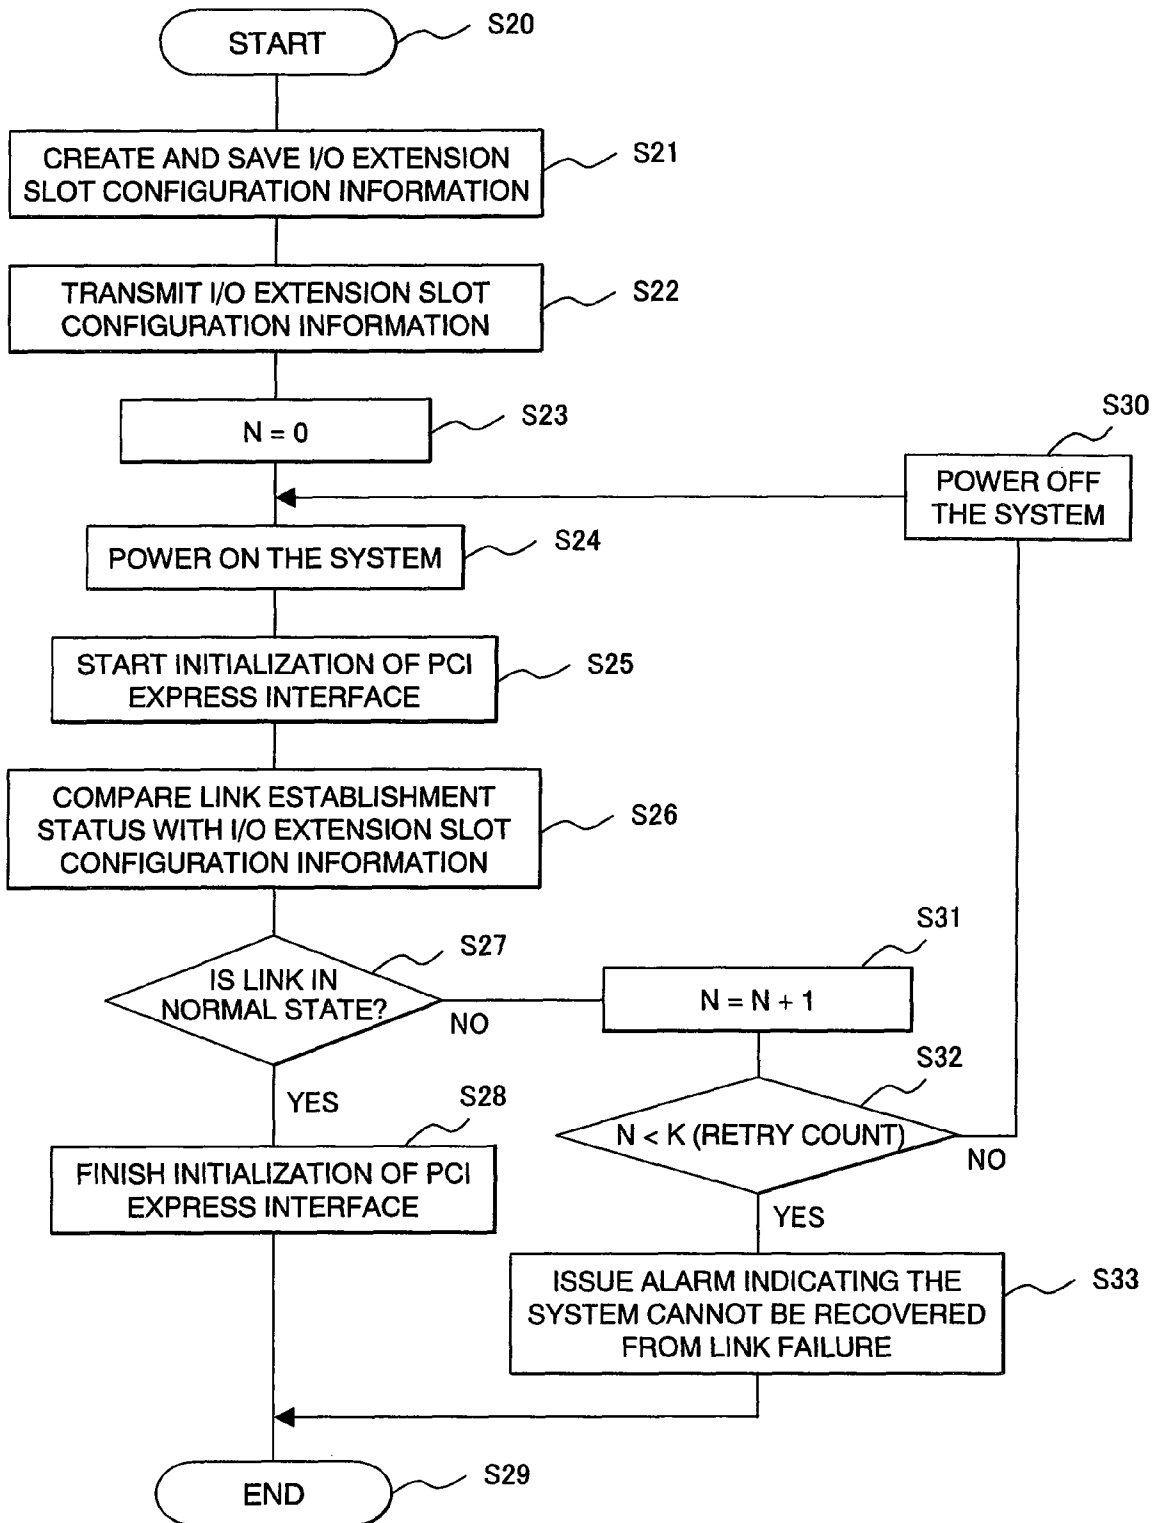 START
S20
CREATE AND SAVE I/O EXTENSION
SLOT CONFIGURATION INFORMATION
S21
TRANSMIT I/O EXTENSION SLOT
CONFIGURATION INFORMATION
S22
N = 0
S23
S30
POWER OFF
THE SYSTEM
POWER ON THE SYSTEM
S24
START INITIALIZATION OF PCI
EXPRESS INTERFACE
S25
COMPARE LINK ESTABLISHMENT
STATUS WITH I/O EXTENSION SLOT
CONFIGURATION INFORMATION
S26
IS LINK IN
NORMAL STATE?
S27
NO
S31
N = N + 1
S32
N < K (RETRY COUNT)
NO
YES
S28
FINISH INITIALIZATION OF PCI
EXPRESS INTERFACE
YES
ISSUE ALARM INDICATING THE
SYSTEM CANNOT BE RECOVERED
FROM LINK FAILURE
S33
END
S29